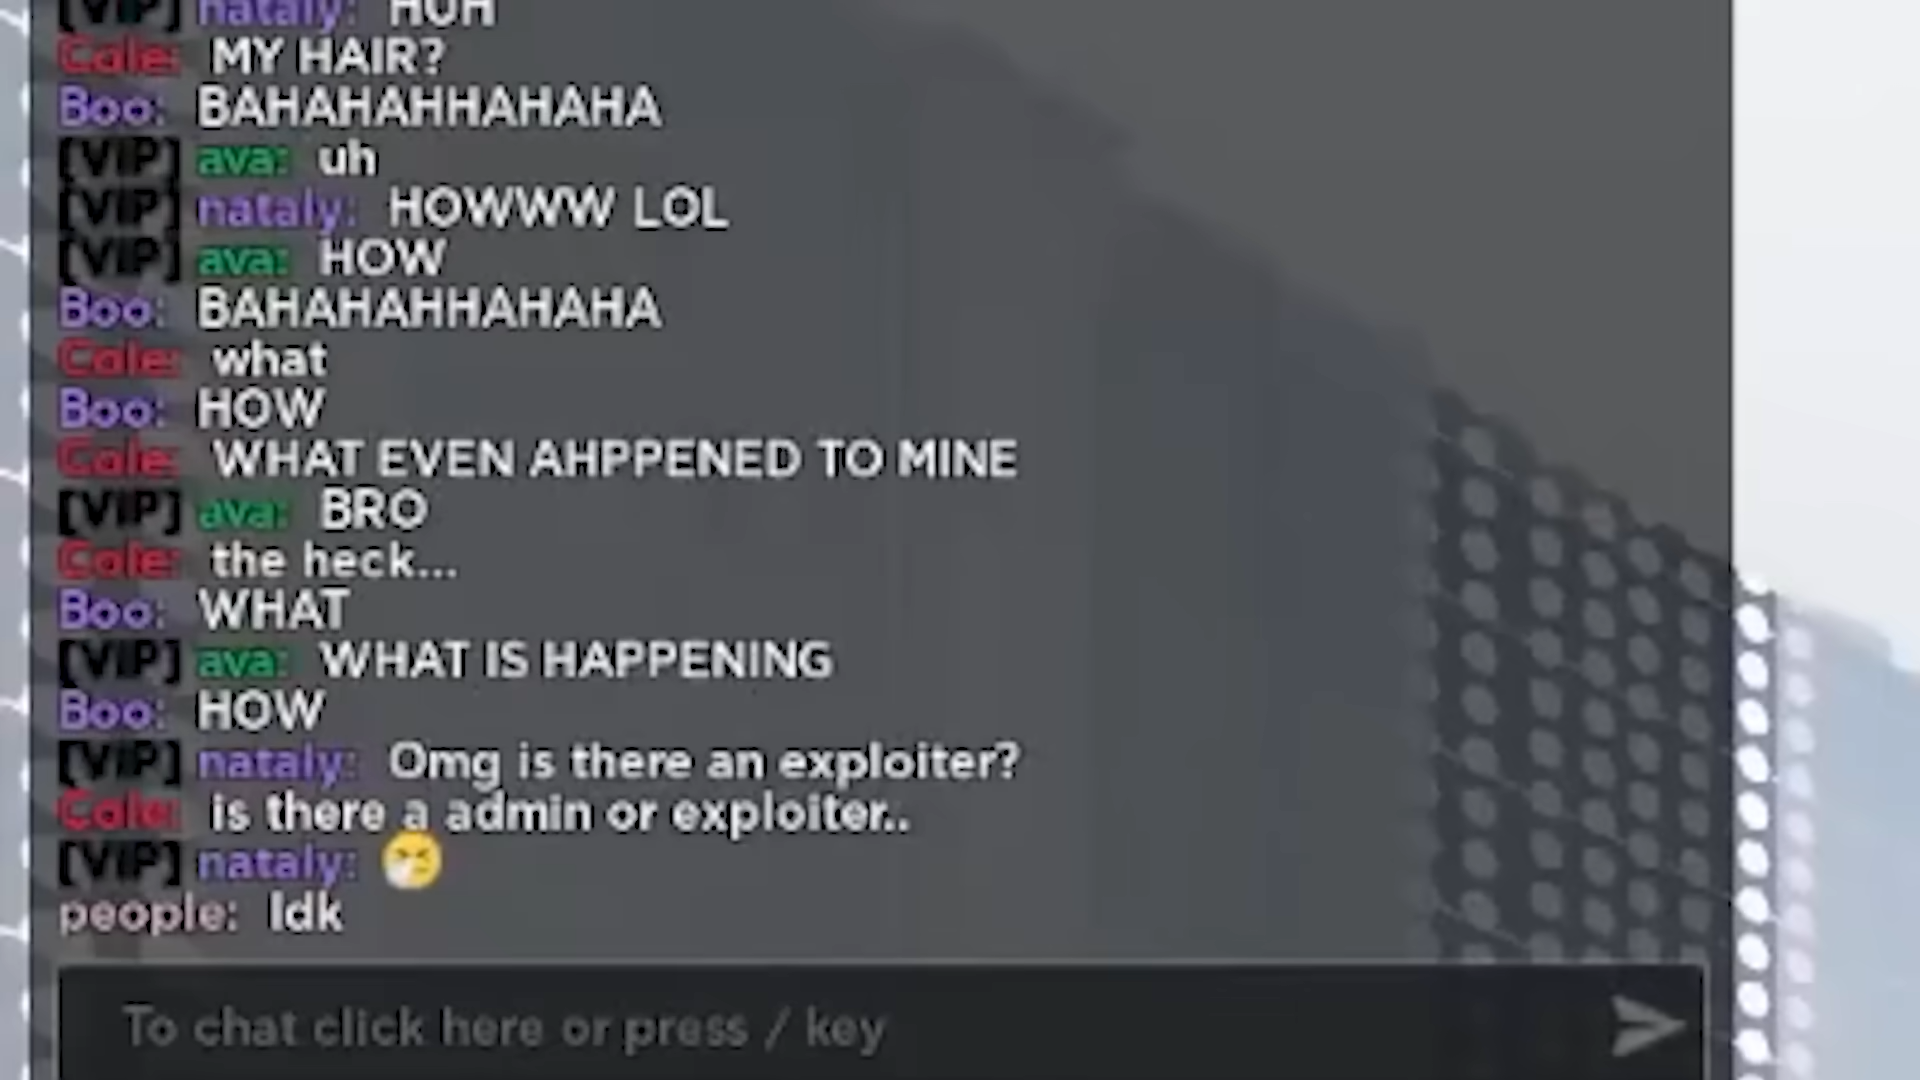 [VIP] nataly: HUH
Cole: MY HAIR?
Boo: BAHAHAHHAHAHA
[VIP] ava: uh
[VIP] nataly: HOWWW LOL
[VIP] ava: HOW
Boo: BAHAHAHHAHAHA
Cole: what
Boo: HOW
Cole: WHAT EVEN AHPPENED TO MINE
[VIP] ava: BRO
Cole: the heck...
Boo: WHAT
[VIP] ava: WHAT IS HAPPENING
Boo: HOW
[VIP] nataly: Omg is there an exploiter?
Cole: is there a admin or exploiter..
[VIP] nataly: 🤧
people: Idk
To chat click here or press / key